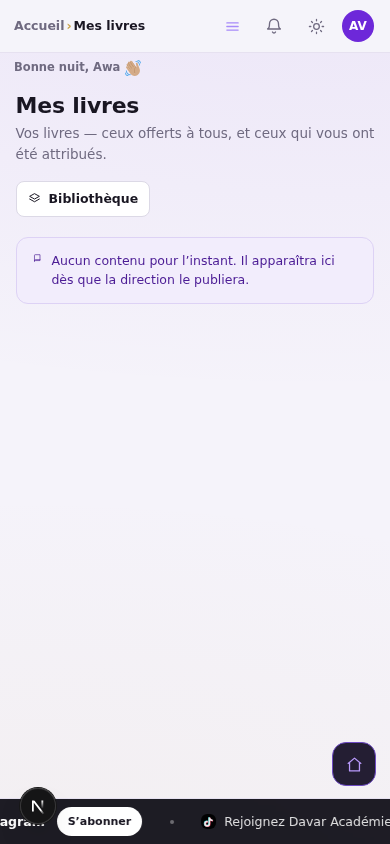 Accueil › Mes livres
AV
Bonne nuit, Awa 👋🏽
Mes livres
Vos livres — ceux offerts à tous, et ceux qui vous ont
été attribués.
Bibliothèque
Aucun contenu pour l’instant. Il apparaîtra ici
dès que la direction le publiera.
S’abonner • Rejoignez Davar Académie